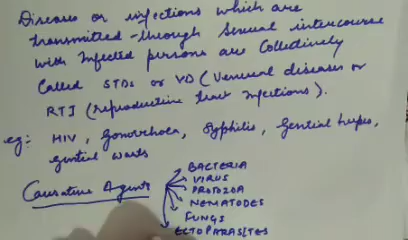 Diseases or infections which are
transmitted through sexual intercourse
with infected persons are collectively
called STDs or VD (Venereal diseases or
RTI (reproductive tract infections).
eg: HIV, Gonorrhoea, Syphilis, Genital herpes,
genital warts
Causative Agents
BACTERIA
VIRUS
PROTOZOA
NEMATODES
FUNGS
ECTOPARASITES